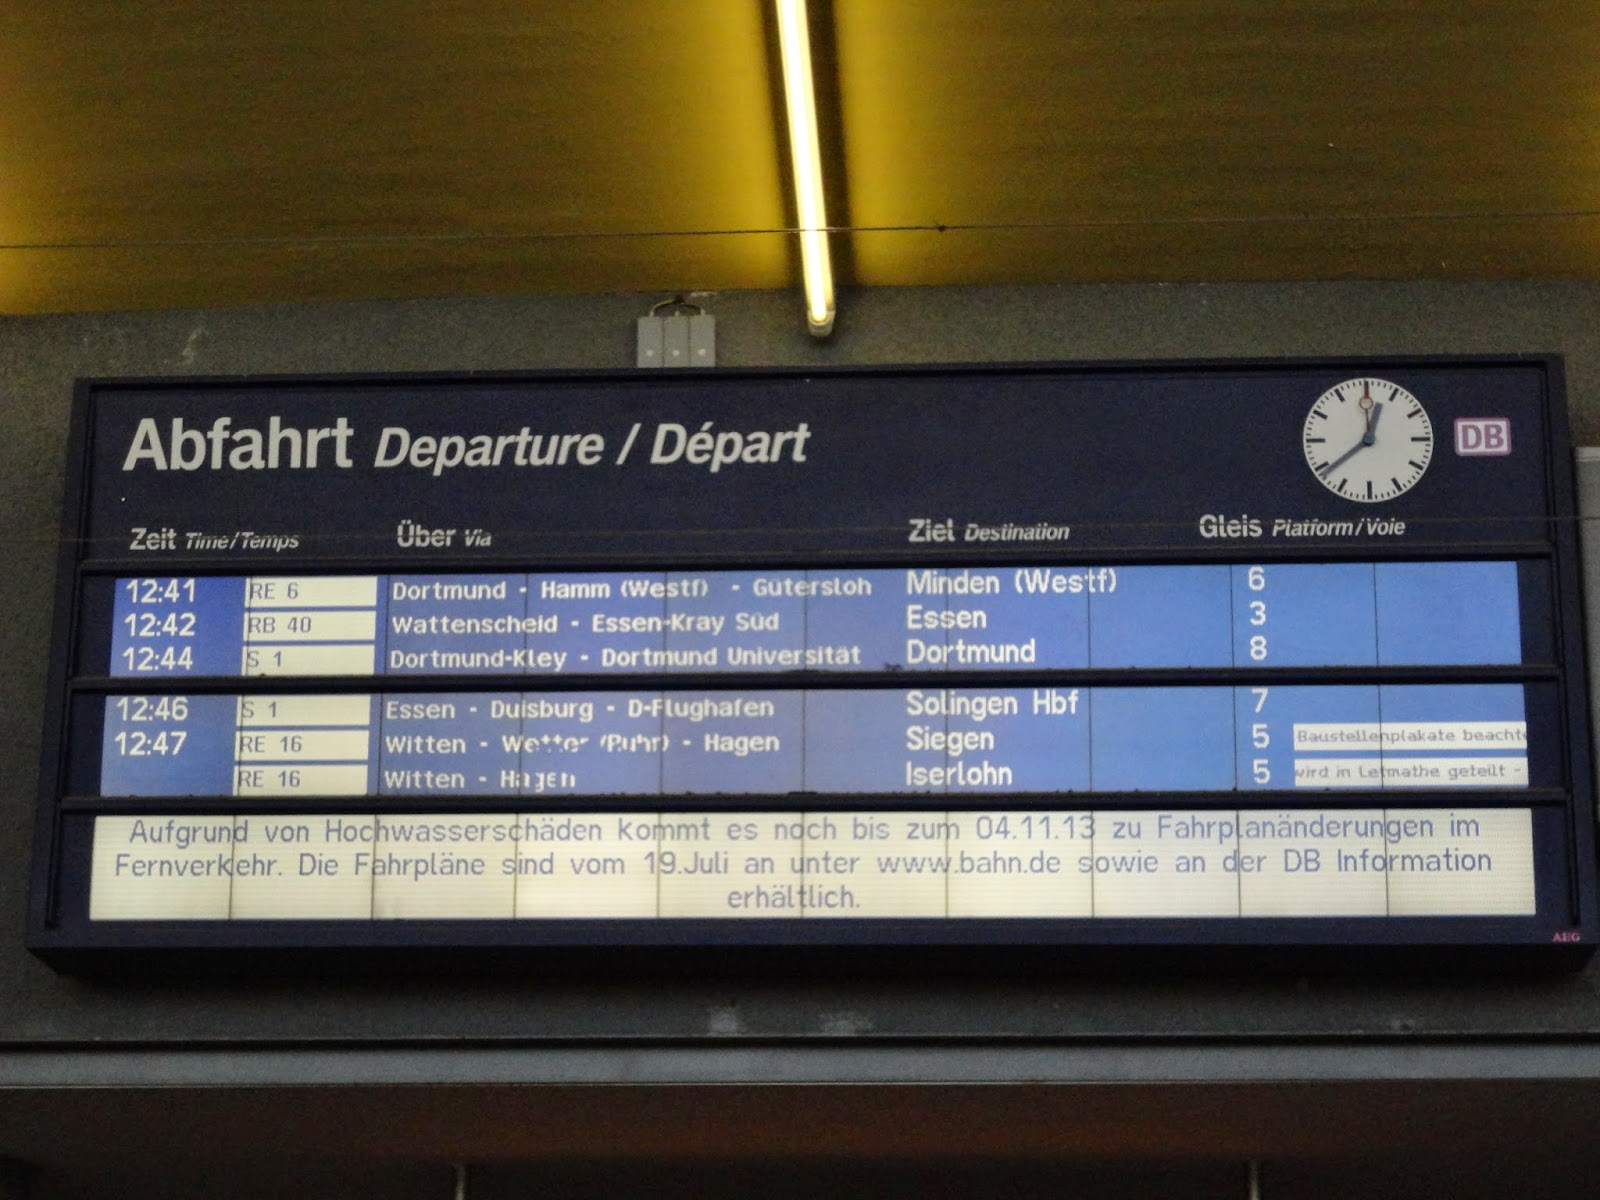 Abfahrt Departure / Départ
DB
Zeit Time/Temps Über Via Ziel Destination Gleis Platform/Voie
12:41 RE 6 Dortmund - Hamm (Westf) - Gütersloh Minden (Westf) 6
12:42 RB 40 Wattenscheid - Essen-Kray Süd Essen 3
12:44 S 1 Dortmund-Kley - Dortmund Universität Dortmund 8
12:46 S 1 Essen - Duisburg - D-Flughafen Solingen Hbf 7
12:47 RE 16 Witten - Wetter (Ruhr) - Hagen Siegen 5 Baustellenplakate beachte
RE 16 Witten - Hagen Iserlohn 5 wird in Letmathe geteilt -
Aufgrund von Hochwasserschäden kommt es noch bis zum 04.11.13 zu Fahrplanänderungen im
Fernverkehr. Die Fahrpläne sind vom 19.Juli an unter www.bahn.de sowie an der DB Information
erhältlich.
AEG